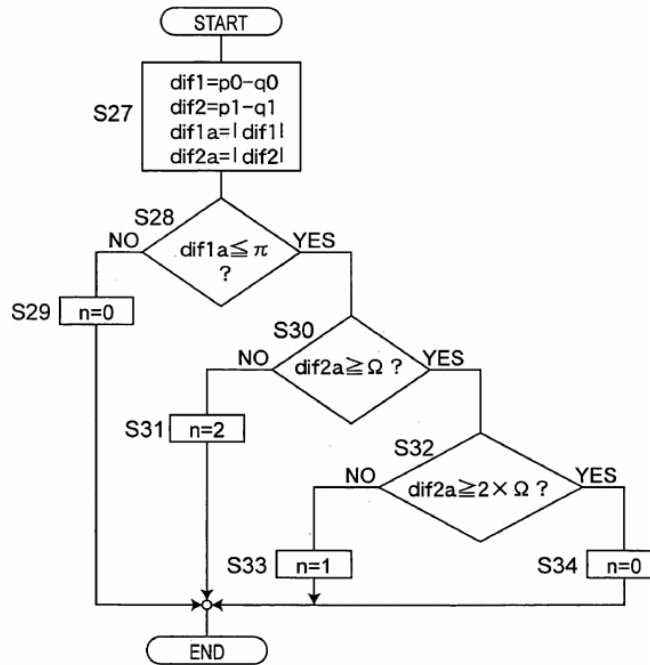 START
S27
dif1=p0-q0
dif2=p1-q1
dif1a=| dif1|
dif2a=| dif2|
S28
NO
YES
dif1a≦π
?
S29
n=0
S30
NO
YES
dif2a≧Ω ?
S31
n=2
S32
NO
YES
dif2a≧2×Ω ?
S33
n=1
S34
n=0
END